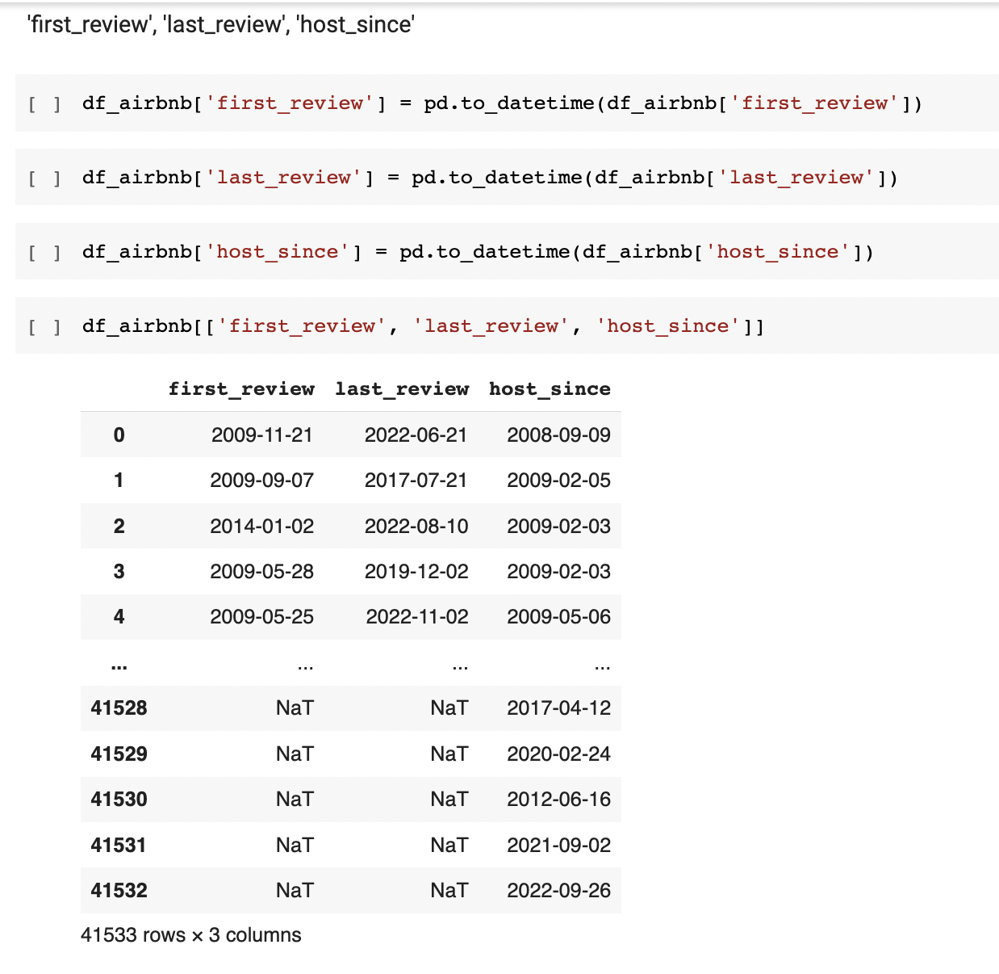 'first_review', 'last_review', 'host_since'
[ ] df_airbnb['first_review'] = pd.to_datetime(df_airbnb['first_review'])
[ ] df_airbnb['last_review'] = pd.to_datetime(df_airbnb['last_review'])
[ ] df_airbnb['host_since'] = pd.to_datetime(df_airbnb['host_since'])
[ ] df_airbnb[['first_review', 'last_review', 'host_since']]
first_review last_review host_since
0 2009-11-21 2022-06-21 2008-09-09
1 2009-09-07 2017-07-21 2009-02-05
2 2014-01-02 2022-08-10 2009-02-03
3 2009-05-28 2019-12-02 2009-02-03
4 2009-05-25 2022-11-02 2009-05-06
... ... ... ...
41528 NaT NaT 2017-04-12
41529 NaT NaT 2020-02-24
41530 NaT NaT 2012-06-16
41531 NaT NaT 2021-09-02
41532 NaT NaT 2022-09-26
41533 rows × 3 columns